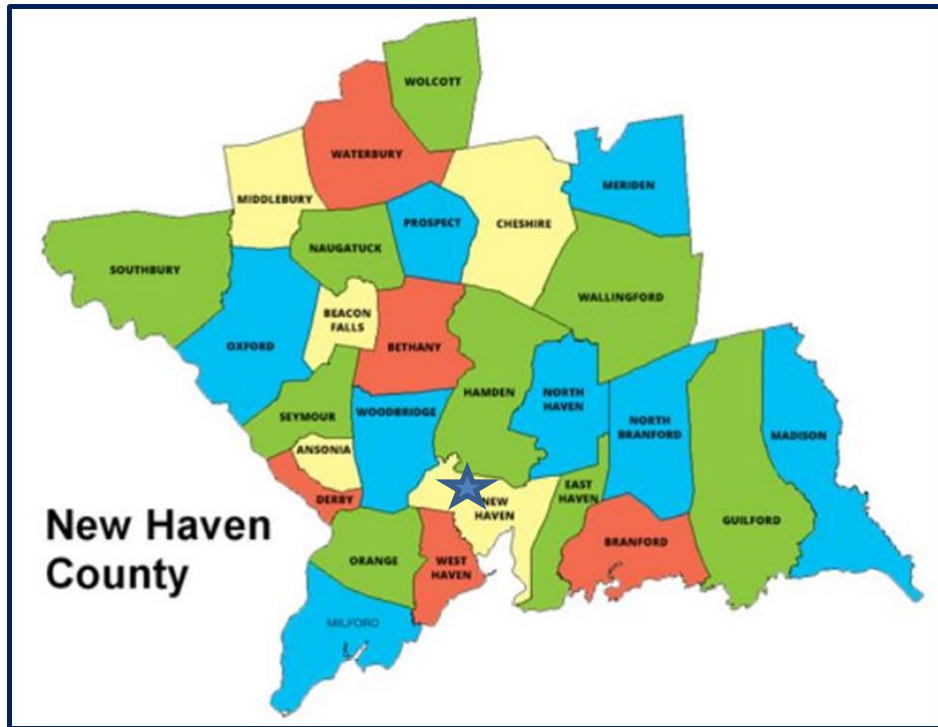 WOLCOTT
WATERBURY
MIDDLEBURY
MERIDEN
PROSPECT
CHESHIRE
NAUGATUCK
SOUTHBURY
WALLINGFORD
BEACON
FALLS
OXFORD
BETHANY
HAMDEN
NORTH
HAVEN
SEYMOUR
WOODBRIDGE
NORTH
BRANFORD
MADISON
ANSONIA
DERBY
NEW
HAVEN
EAST
HAVEN
GUILFORD
New Haven
County
ORANGE
WEST
HAVEN
BRANFORD
MILFORD